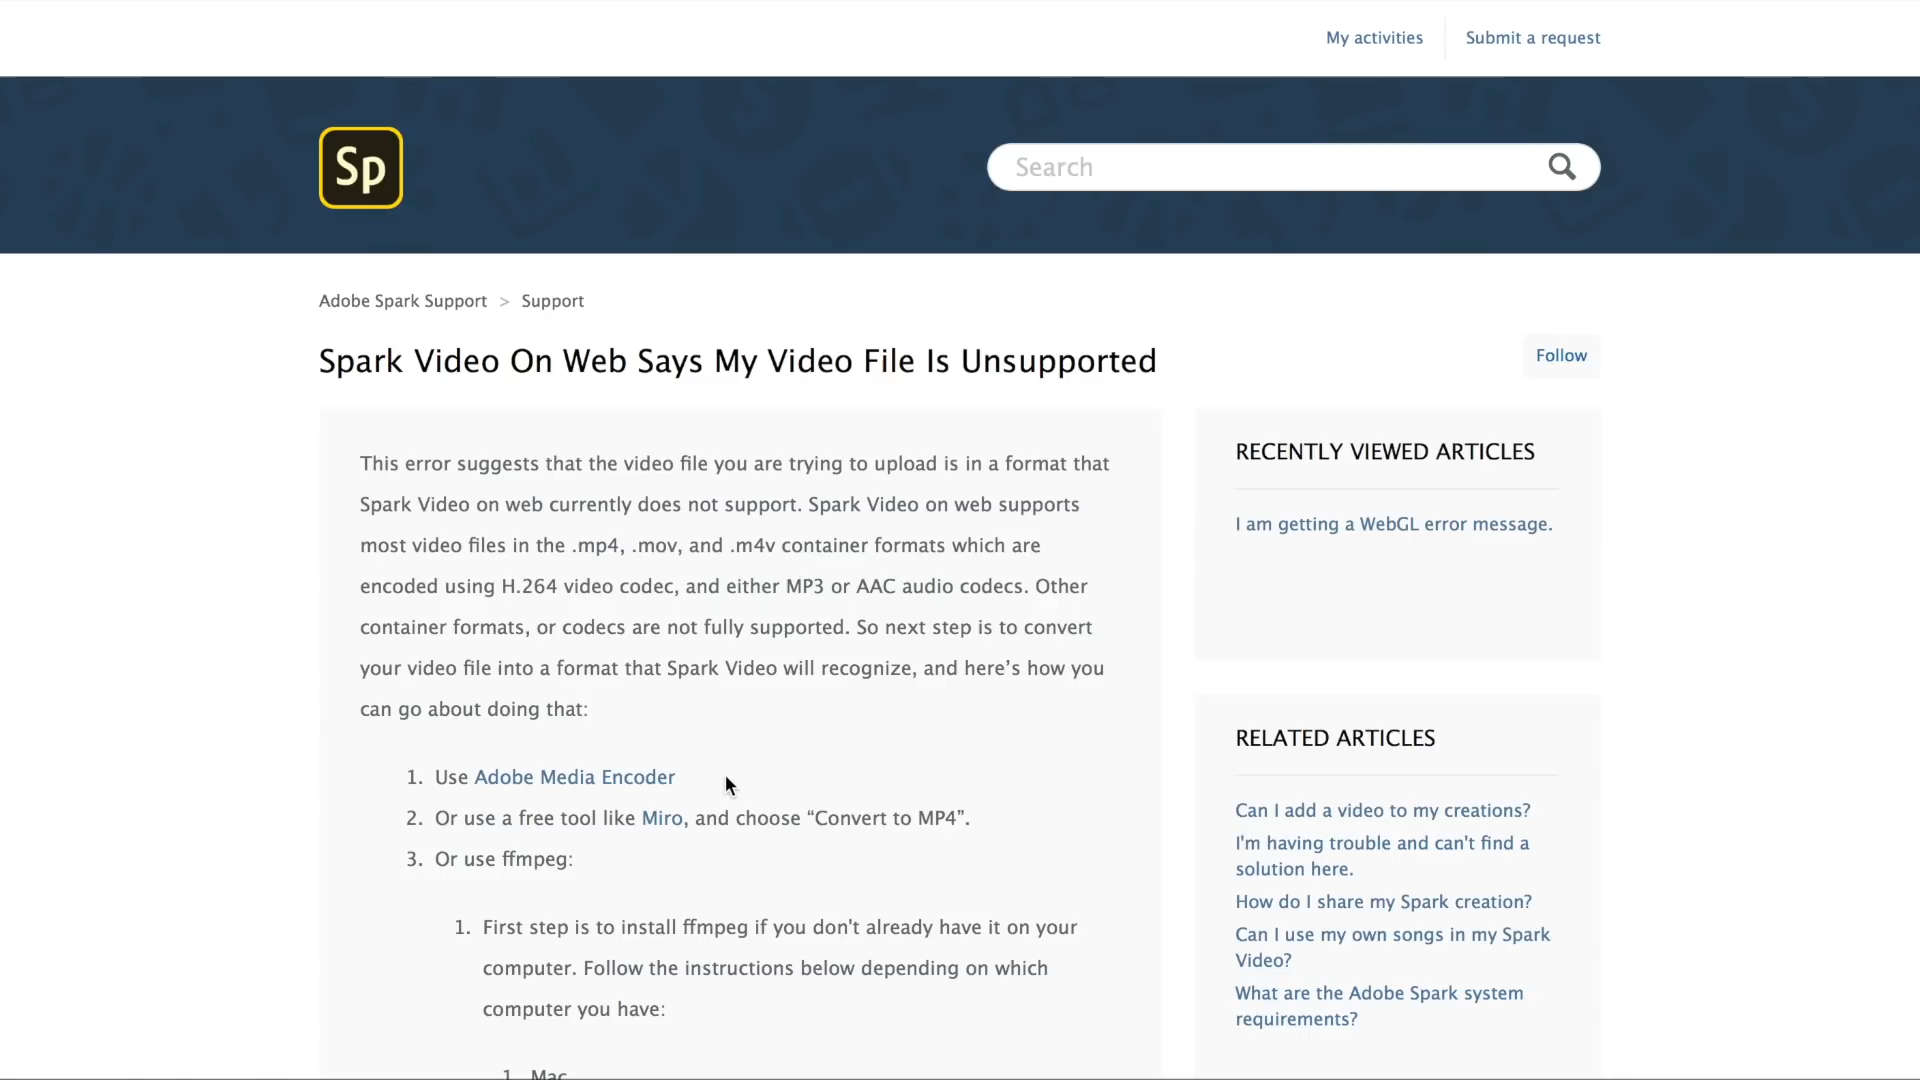 My activities
Submit a request
Sp
Search
Adobe Spark Support > Support
Spark Video On Web Says My Video File Is Unsupported
Follow
This error suggests that the video file you are trying to upload is in a format that
Spark Video on web currently does not support. Spark Video on web supports
most video files in the .mp4, .mov, and .m4v container formats which are
encoded using H.264 video codec, and either MP3 or AAC audio codecs. Other
container formats, or codecs are not fully supported. So next step is to convert
your video file into a format that Spark Video will recognize, and here’s how you
can go about doing that:
1. Use Adobe Media Encoder
2. Or use a free tool like Miro, and choose “Convert to MP4”.
3. Or use ffmpeg:
1. First step is to install ffmpeg if you don't already have it on your
computer. Follow the instructions below depending on which
computer you have:
1. Mac
RECENTLY VIEWED ARTICLES
I am getting a WebGL error message.
RELATED ARTICLES
Can I add a video to my creations?
I'm having trouble and can't find a
solution here.
How do I share my Spark creation?
Can I use my own songs in my Spark
Video?
What are the Adobe Spark system
requirements?